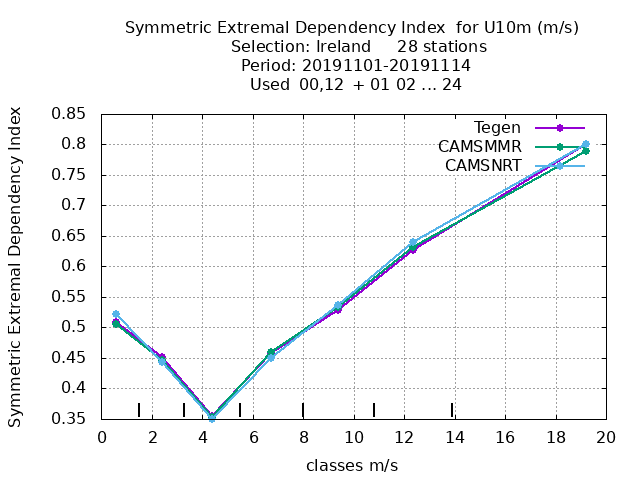 Symmetric Extremal Dependency Index for U10m (m/s)
Selection: Ireland 28 stations
Period: 20191101-20191114
Used 00,12 + 01 02 ... 24
Symmetric Extremal Dependency Index
0.85
0.8
0.75
0.7
0.65
0.6
0.55
0.5
0.45
0.4
0.35
Tegen
CAMSMMR
CAMSNRT
0 2 4 6 8 10 12 14 16 18 20
classes m/s